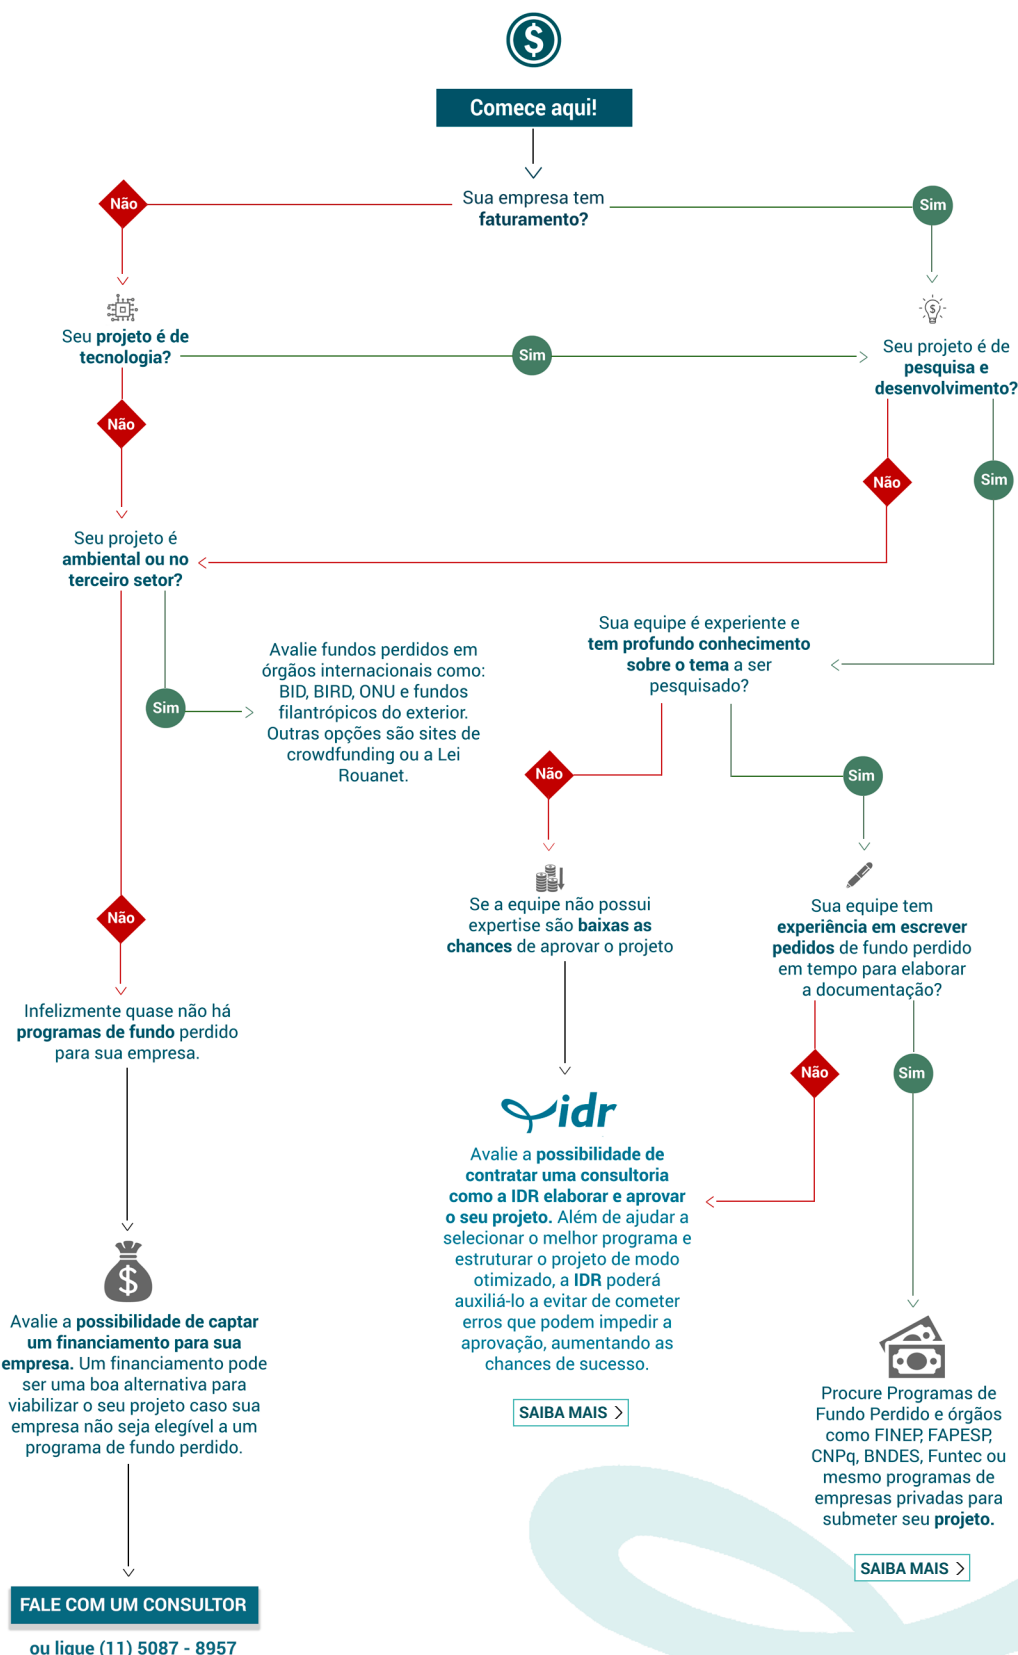 Comece aqui!
Sua empresa tem
faturamento?
Não
Sim
Seu projeto é de
tecnologia?
Sim
Seu projeto é de
pesquisa e
desenvolvimento?
Não
Não
Sim
Seu projeto é
ambiental ou no
terceiro setor?
Sim
Avalie fundos perdidos em
órgãos internacionais como:
BID, BIRD, ONU e fundos
filantrópicos do exterior.
Outras opções são sites de
crowdfunding ou a Lei
Rouanet.
Sua equipe é experiente e
tem profundo conhecimento
sobre o tema a ser
pesquisado?
Não
Sim
Se a equipe não possui
expertise são baixas as
chances de aprovar o projeto
Sua equipe tem
experiência em escrever
pedidos de fundo perdido
em tempo para elaborar
a documentação?
Não
Infelizmente quase não há
programas de fundo perdido
para sua empresa.
Não
Sim
idr
Avalie a possibilidade de
contratar uma consultoria
como a IDR elaborar e aprovar
o seu projeto. Além de ajudar a
selecionar o melhor programa e
estruturar o projeto de modo
otimizado, a IDR poderá
auxiliá-lo a evitar de cometer
erros que podem impedir a
aprovação, aumentando as
chances de sucesso.
SAIBA MAIS >
Avalie a possibilidade de captar
um financiamento para sua
empresa. Um financiamento pode
ser uma boa alternativa para
viabilizar o seu projeto caso sua
empresa não seja elegível a um
programa de fundo perdido.
Procure Programas de
Fundo Perdido e órgãos
como FINEP, FAPESP,
CNPq, BNDES, Funtec ou
mesmo programas de
empresas privadas para
submeter seu projeto.
SAIBA MAIS >
FALE COM UM CONSULTOR
ou ligue (11) 5087 - 8957